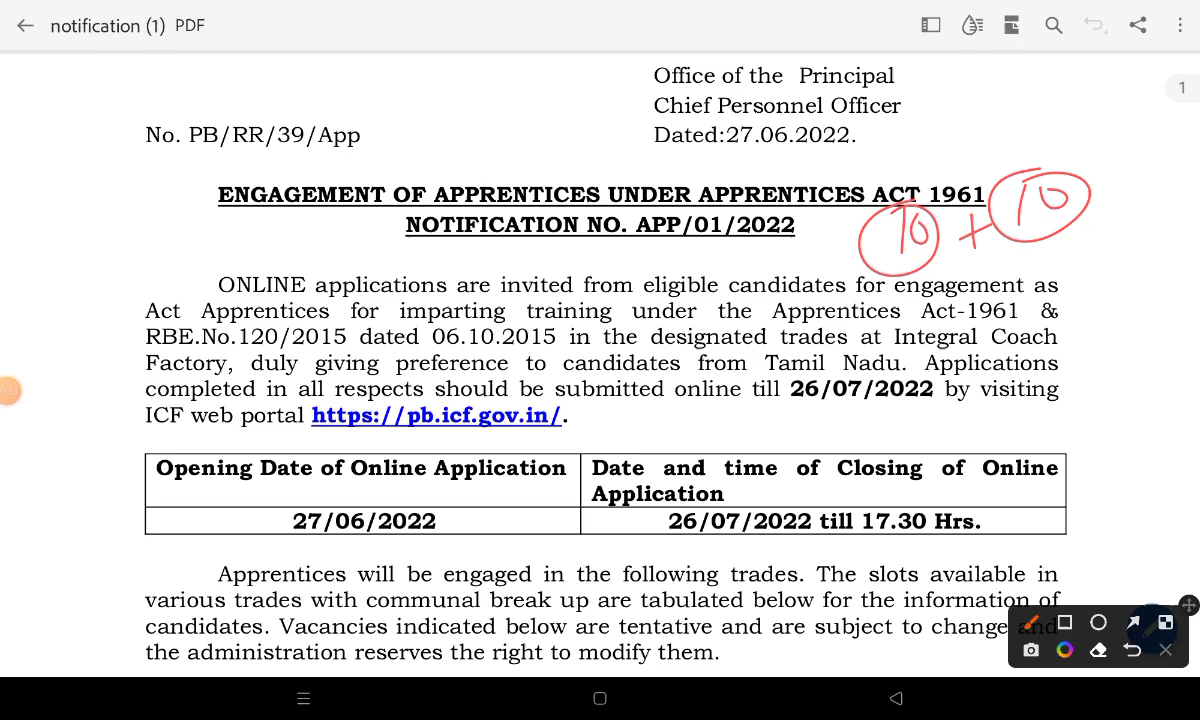 notification (1) PDF
1
Office of the Principal
Chief Personnel Officer
No. PB/RR/39/App
Dated:27.06.2022.
ENGAGEMENT OF APPRENTICES UNDER APPRENTICES ACT 1961
NOTIFICATION NO. APP/01/2022
10 + 10
ONLINE applications are invited from eligible candidates for engagement as
Act Apprentices for imparting training under the Apprentices Act-1961 &
RBE.No.120/2015 dated 06.10.2015 in the designated trades at Integral Coach
Factory, duly giving preference to candidates from Tamil Nadu. Applications
completed in all respects should be submitted online till 26/07/2022 by visiting
ICF web portal https://pb.icf.gov.in/.
Opening Date of Online Application
Date and time of Closing of Online
Application
27/06/2022
26/07/2022 till 17.30 Hrs.
Apprentices will be engaged in the following trades. The slots available in
various trades with communal break up are tabulated below for the information of
candidates. Vacancies indicated below are tentative and are subject to change and
the administration reserves the right to modify them.